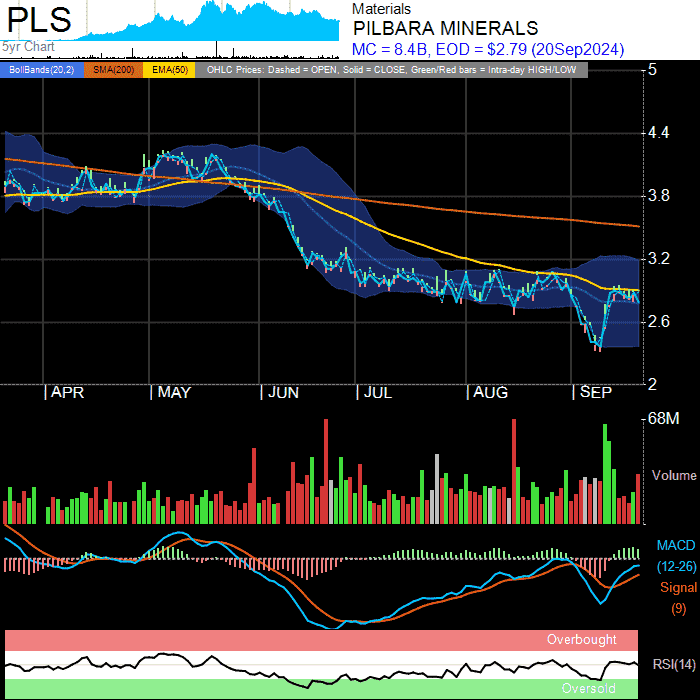 PLS
5yr Chart
Materials
PILBARA MINERALS
MC = 8.4B, EOD = $2.79 (20Sep2024)
BollBands(20,2) SMA(200) EMA(50) OHLC Prices: Dashed = OPEN, Solid = CLOSE, Green/Red bars = Intra-day HIGH/LOW
5
4.4
3.8
3.2
2.6
2
|APR |MAY |JUN |JUL |AUG |SEP
68M
Volume
MACD
(12-26)
Signal
(9)
Overbought
RSI(14)
Oversold